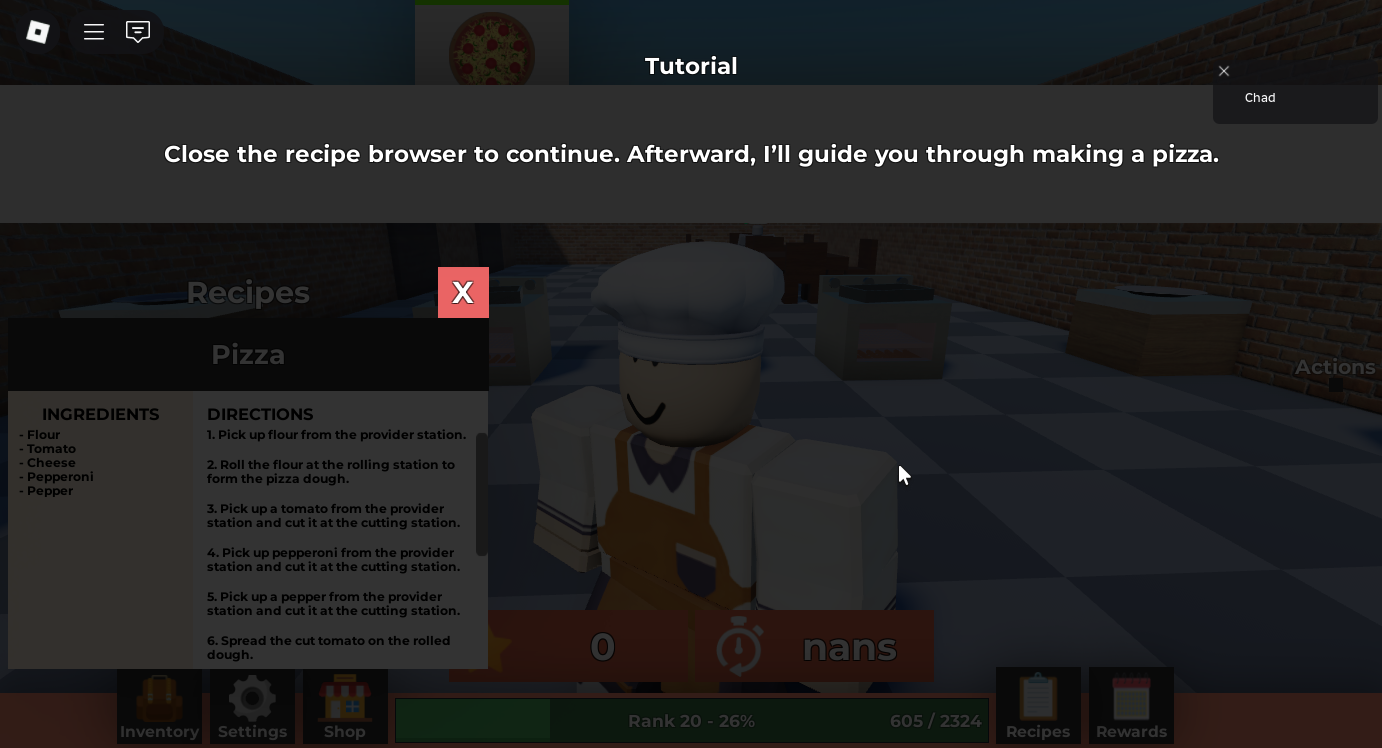 Tutorial
Chad
Close the recipe browser to continue. Afterward, I’ll guide you through making a pizza.
Recipes
X
Pizza
Actions
INGREDIENTS
- Flour
- Tomato
- Cheese
- Pepperoni
- Pepper
DIRECTIONS
1. Pick up flour from the provider station.
2. Roll the flour at the rolling station to
form the pizza dough.
3. Pick up a tomato from the provider
station and cut it at the cutting station.
4. Pick up pepperoni from the provider
station and cut it at the cutting station.
5. Pick up a pepper from the provider
station and cut it at the cutting station.
6. Spread the cut tomato on the rolled
dough.
0
nans
Inventory
Settings
Shop
Rank 20 - 26%
605 / 2324
Recipes
Rewards